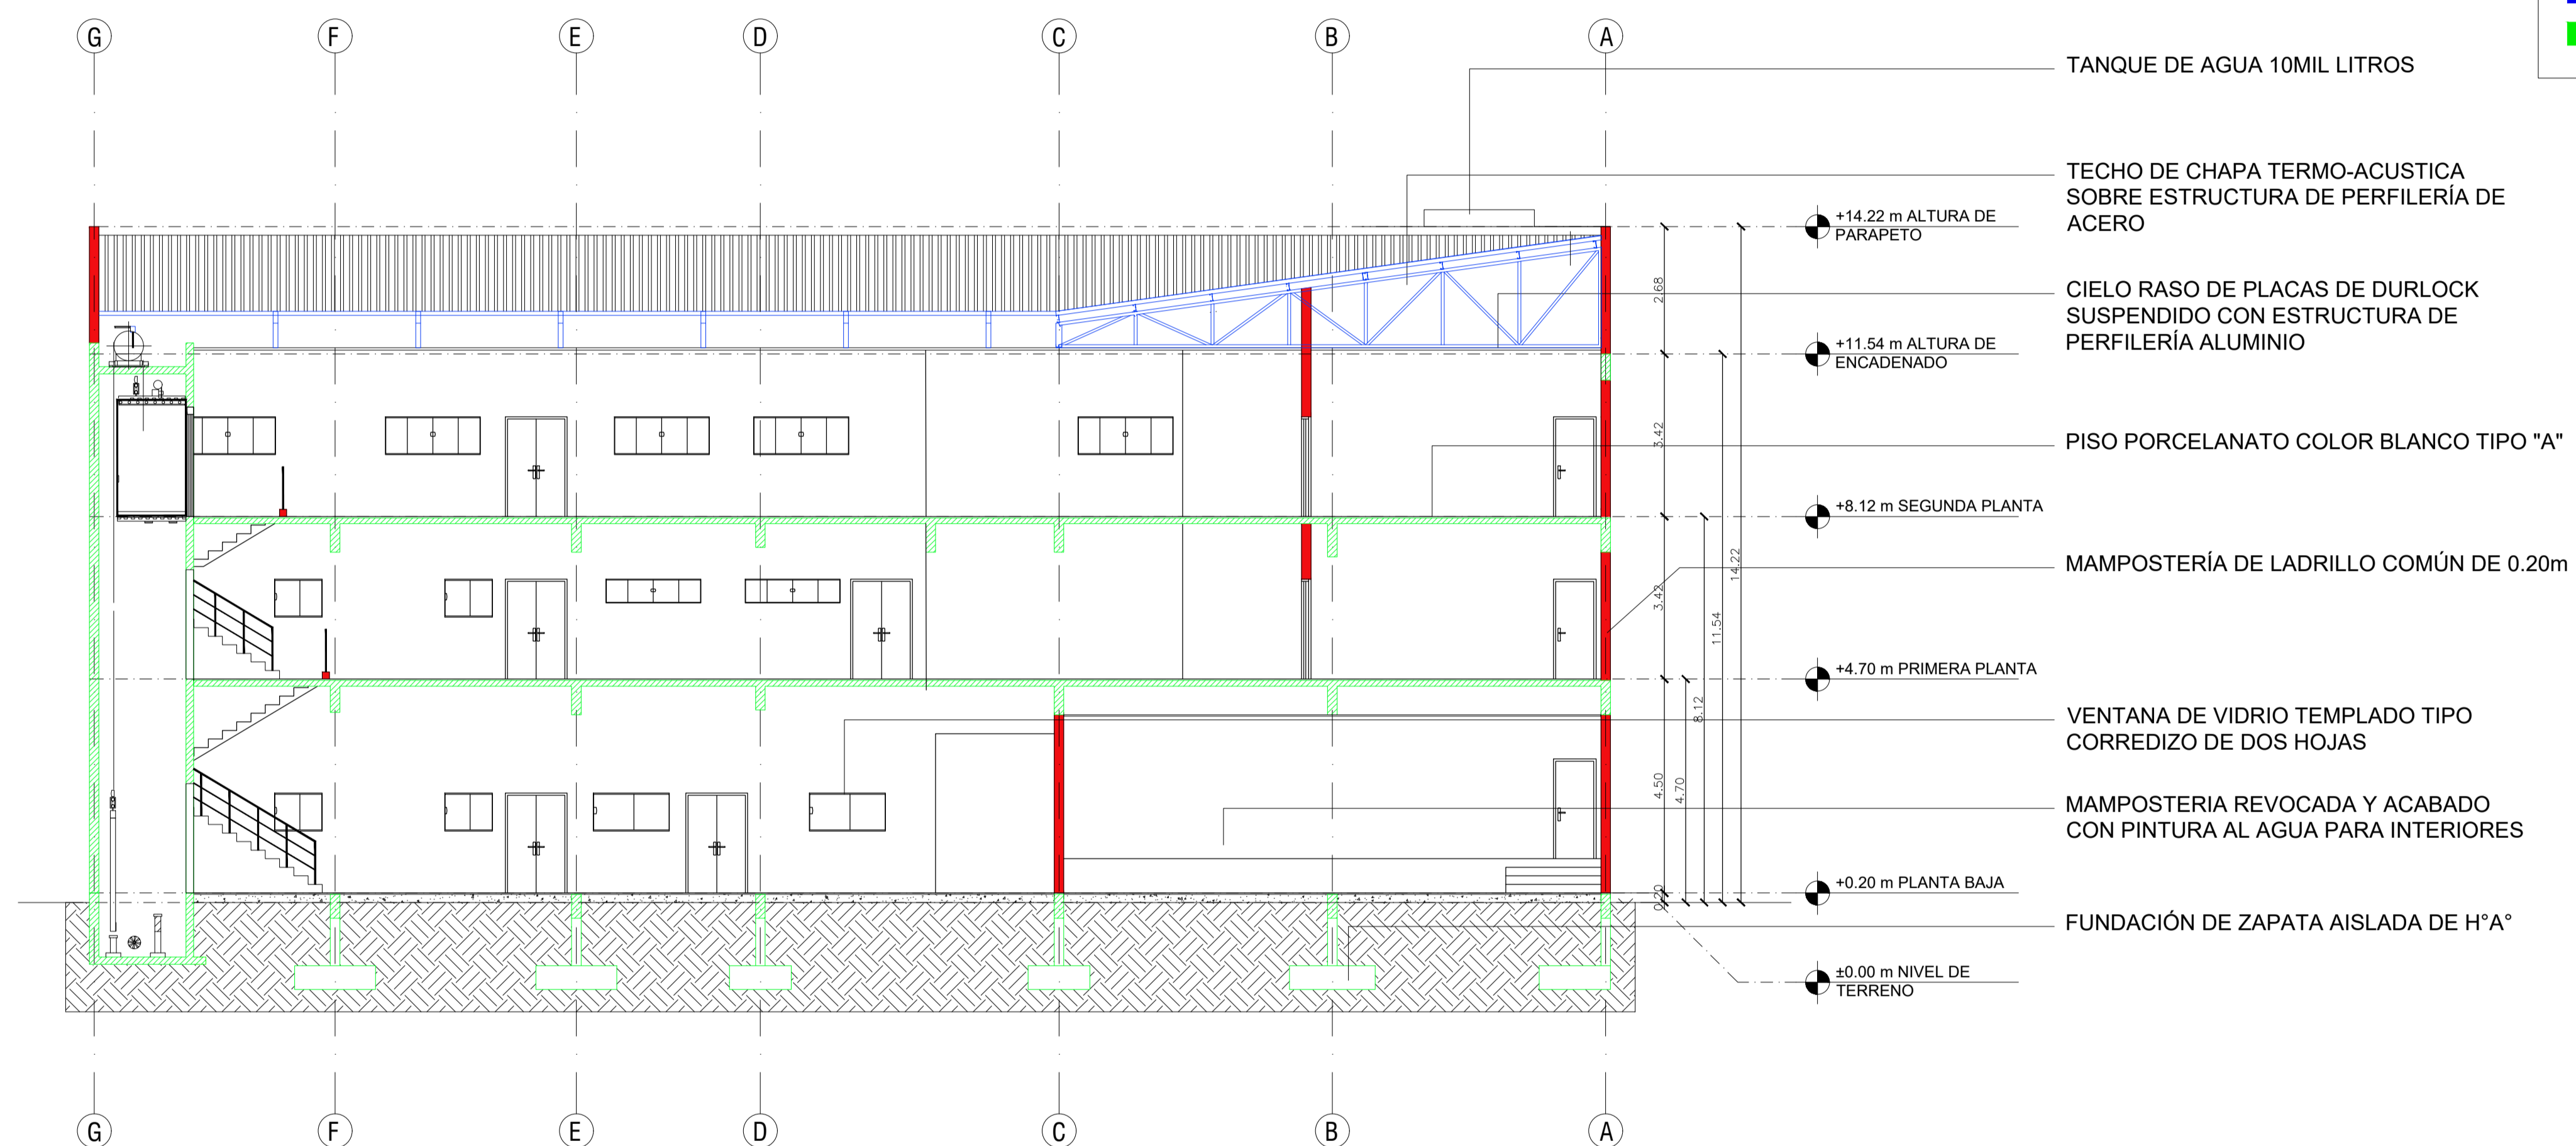 G F E D C B A
TANQUE DE AGUA 10MIL LITROS
TECHO DE CHAPA TERMO-ACUSTICA
SOBRE ESTRUCTURA DE PERFILERÍA DE
ACERO
+14.22 m ALTURA DE
PARAPETO
CIELO RASO DE PLACAS DE DURLOCK
SUSPENDIDO CON ESTRUCTURA DE
PERFILERÍA ALUMINIO
2.68
+11.54 m ALTURA DE
ENCADENADO
3.42
PISO PORCELANATO COLOR BLANCO TIPO "A"
+8.12 m SEGUNDA PLANTA
14.22
MAMPOSTERÍA DE LADRILLO COMÚN DE 0.20m
3.42
11.54
+4.70 m PRIMERA PLANTA
8.12
VENTANA DE VIDRIO TEMPLADO TIPO
CORREDIZO DE DOS HOJAS
4.50
4.70
MAMPOSTERIA REVOCADA Y ACABADO
CON PINTURA AL AGUA PARA INTERIORES
+0.20 m PLANTA BAJA
0.20
FUNDACIÓN DE ZAPATA AISLADA DE H°A°
±0.00 m NIVEL DE
TERRENO
G F E D C B A